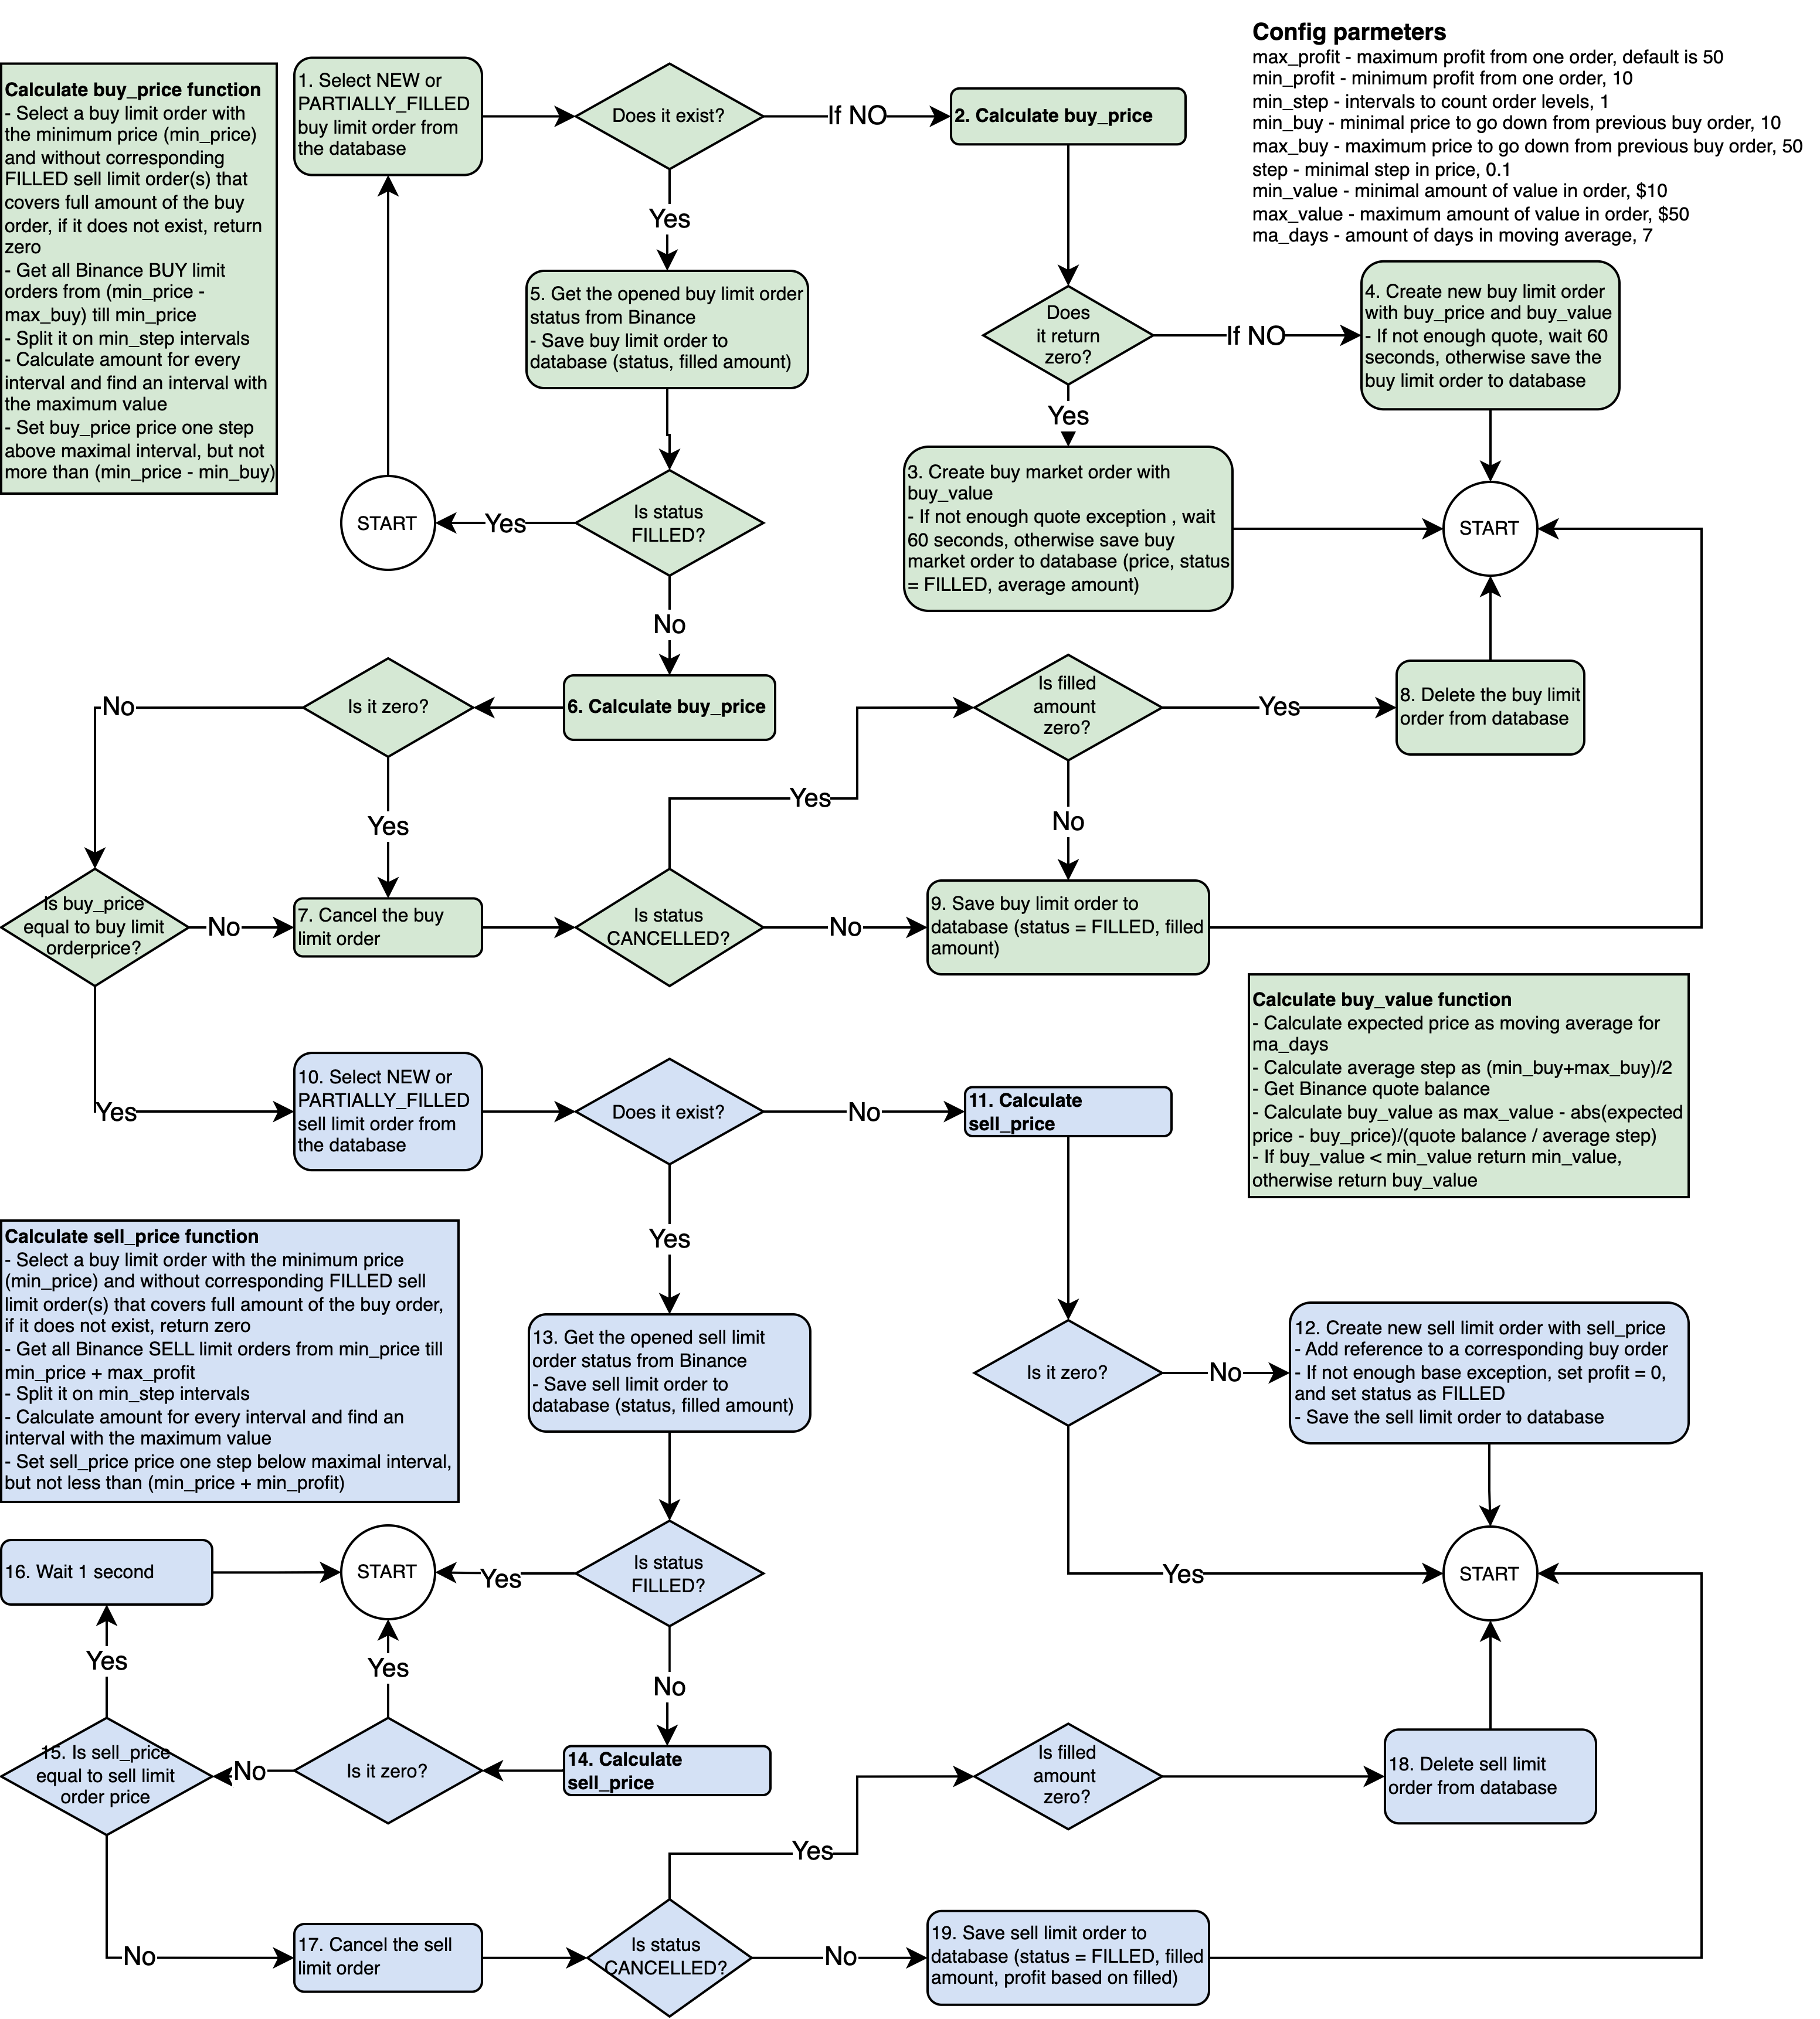 Config parmeters
max_profit - maximum profit from one order, default is 50
min_profit - minimum profit from one order, 10
min_step - intervals to count order levels, 1
min_buy - minimal price to go down from previous buy order, 10
max_buy - maximum price to go down from previous buy order, 50
step - minimal step in price, 0.1
min_value - minimal amount of value in order, $10
max_value - maximum amount of value in order, $50
ma_days - amount of days in moving average, 7
Calculate buy_price function
- Select a buy limit order with
the minimum price (min_price)
and without corresponding
FILLED sell limit order(s) that
covers full amount of the buy
order, if it does not exist, return
zero
- Get all Binance BUY limit
orders from (min_price -
max_buy) till min_price
- Split it on min_step intervals
- Calculate amount for every
interval and find an interval with
the maximum value
- Set buy_price price one step
above maximal interval, but not
more than (min_price - min_buy)
1. Select NEW or
PARTIALLY_FILLED
buy limit order from
the database
Does it exist?
If NO
2. Calculate buy_price
Yes
5. Get the opened buy limit order
status from Binance
- Save buy limit order to
database (status, filled amount)
Does
it return
zero?
If NO
4. Create new buy limit order
with buy_price and buy_value
- If not enough quote, wait 60
seconds, otherwise save the
buy limit order to database
Yes
3. Create buy market order with
buy_value
- If not enough quote exception , wait
60 seconds, otherwise save buy
market order to database (price, status
= FILLED, average amount)
START
START
Yes
Is status
FILLED?
No
No
Is it zero?
6. Calculate buy_price
Is filled
amount
zero?
Yes
8. Delete the buy limit
order from database
Yes
Yes
No
Is buy_price
equal to buy limit
orderprice?
No
7. Cancel the buy
limit order
Is status
CANCELLED?
No
9. Save buy limit order to
database (status = FILLED, filled
amount)
Calculate buy_value function
- Calculate expected price as moving average for
ma_days
- Calculate average step as (min_buy+max_buy)/2
- Get Binance quote balance
- Calculate buy_value as max_value - abs(expected
price - buy_price)/(quote balance / average step)
- If buy_value < min_value return min_value,
otherwise return buy_value
Yes
10. Select NEW or
PARTIALLY_FILLED
sell limit order from
the database
Does it exist?
No
11. Calculate
sell_price
Calculate sell_price function
- Select a buy limit order with the minimum price
(min_price) and without corresponding FILLED sell
limit order(s) that covers full amount of the buy order,
if it does not exist, return zero
- Get all Binance SELL limit orders from min_price till
min_price + max_profit
- Split it on min_step intervals
- Calculate amount for every interval and find an
interval with the maximum value
- Set sell_price price one step below maximal interval,
but not less than (min_price + min_profit)
Yes
13. Get the opened sell limit
order status from Binance
- Save sell limit order to
database (status, filled amount)
Is it zero?
No
12. Create new sell limit order with sell_price
- Add reference to a corresponding buy order
- If not enough base exception, set profit = 0,
and set status as FILLED
- Save the sell limit order to database
16. Wait 1 second
START
Yes
Is status
FILLED?
Yes
START
Yes
Yes
No
15. Is sell_price
equal to sell limit
order price
No
Is it zero?
14. Calculate
sell_price
Is filled
amount
zero?
18. Delete sell limit
order from database
Yes
No
17. Cancel the sell
limit order
Is status
CANCELLED?
No
19. Save sell limit order to
database (status = FILLED, filled
amount, profit based on filled)